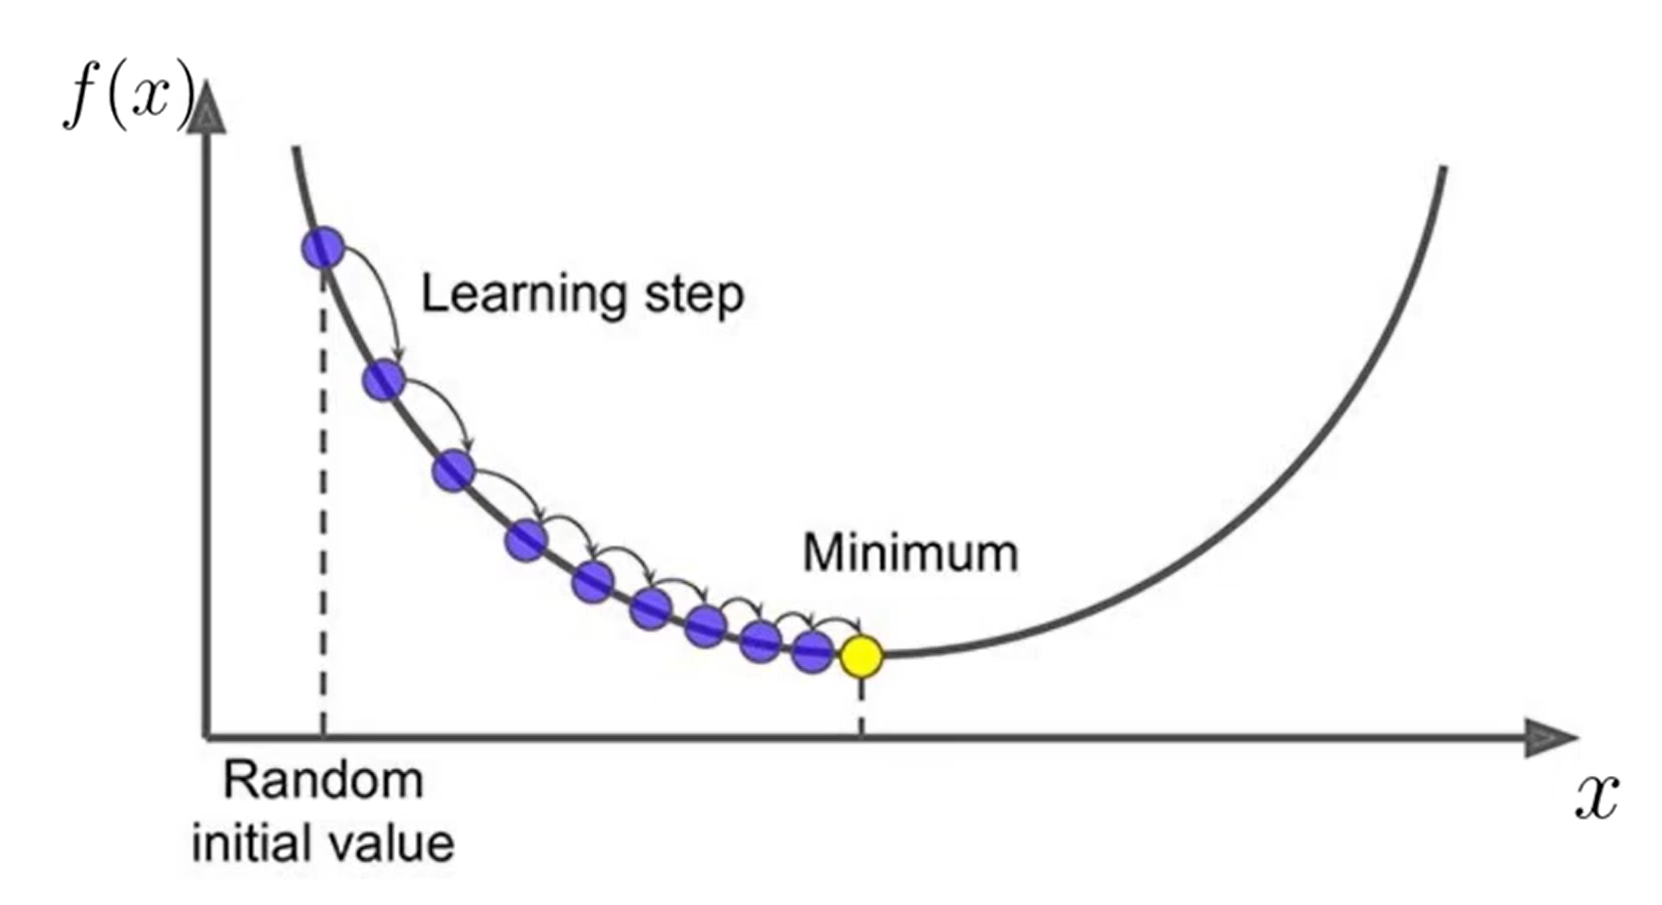 f(x)
Learning step
Minimum
Random
initial value
x